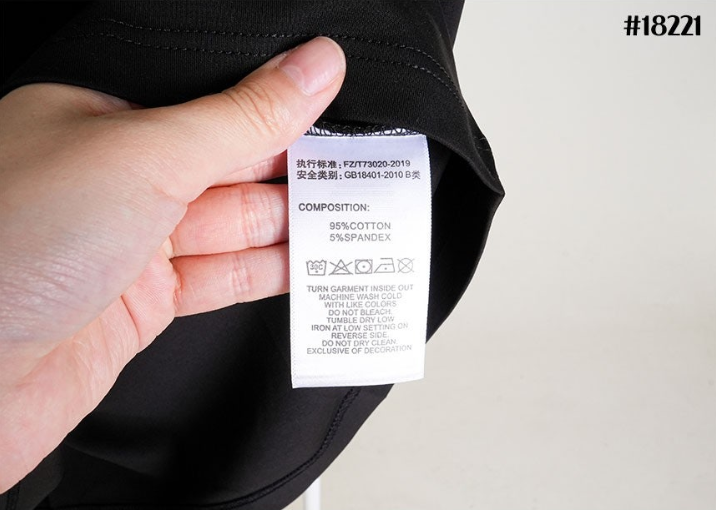 #18221
执行标准: FZ/T73020-2019
安全类别: GB18401-2010 B类
COMPOSITION:
95%COTTON
5%SPANDEX
30C
TURN GARMENT INSIDE OUT
MACHINE WASH COLD
WITH LIKE COLORS
DO NOT BLEACH.
TUMBLE DRY LOW
IRON AT LOW SETTING ON
REVERSE SIDE.
DO NOT DRY CLEAN
EXCLUSIVE OF DECORATION